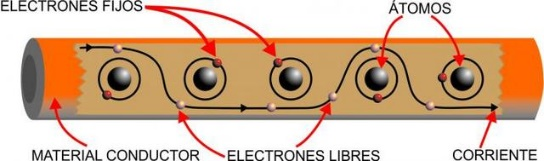 ELECTRONES FIJOS
ÁTOMOS
MATERIAL CONDUCTOR
ELECTRONES LIBRES
CORRIENTE